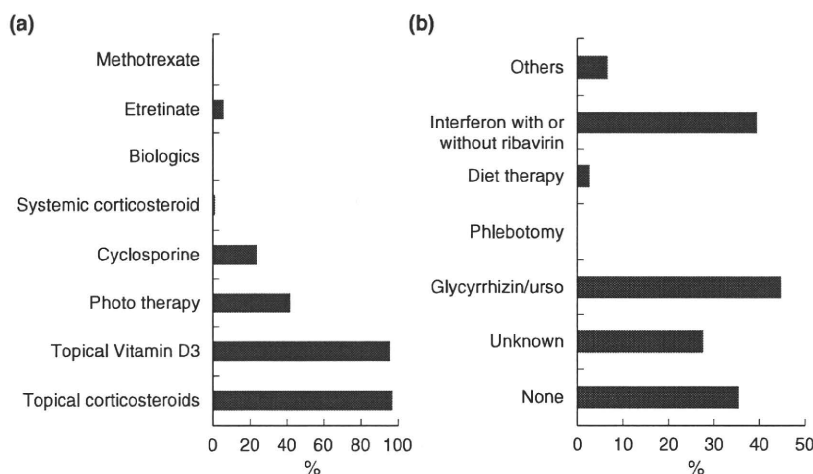 (a)
Methotrexate
Etretinate
Biologics
Systemic corticosteroid
Cyclosporine
Photo therapy
Topical Vitamin D3
Topical corticosteroids
0 20 40 60 80 100
%
(b)
Others
Interferon with or
without ribavirin
Diet therapy
Phlebotomy
Glycyrrhizin/urso
Unknown
None
0 10 20 30 40 50
%